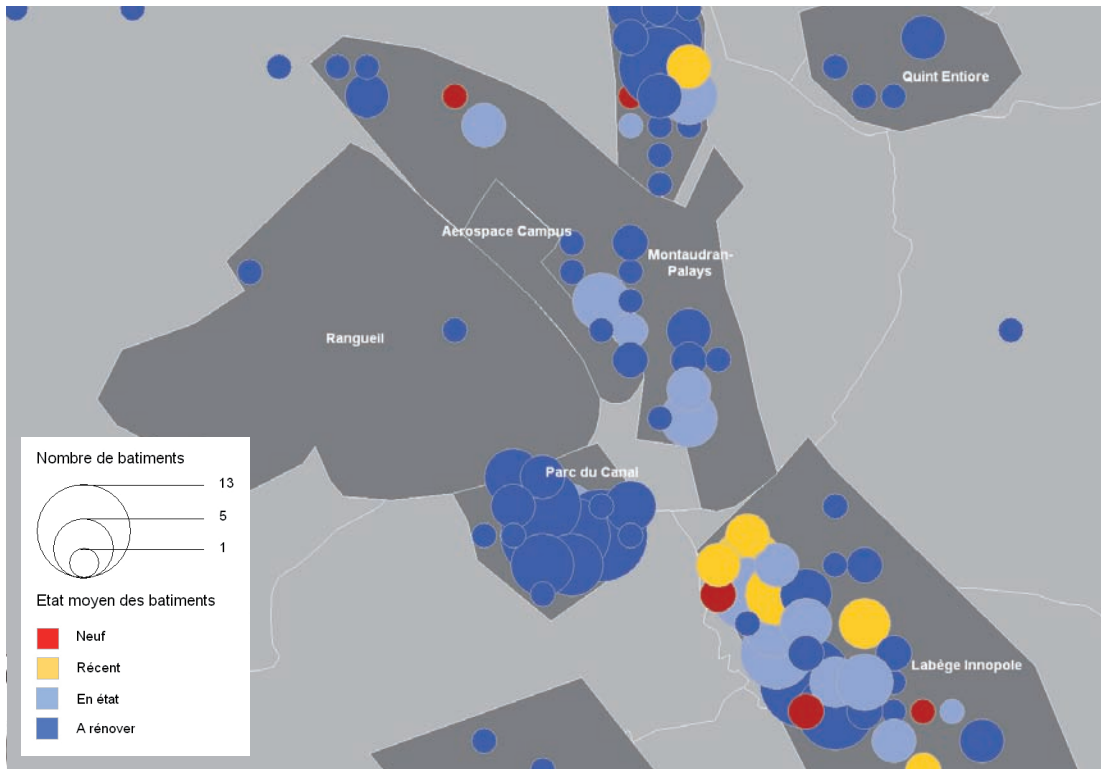 Quint Entiore
Aérospace Campus
Montaudran-
Palays
Rangueil
Parc du Canal
Labège Innopole
Nombre de batiments
13
5
1
Etat moyen des batiments
Neuf
Récent
En état
A rénover